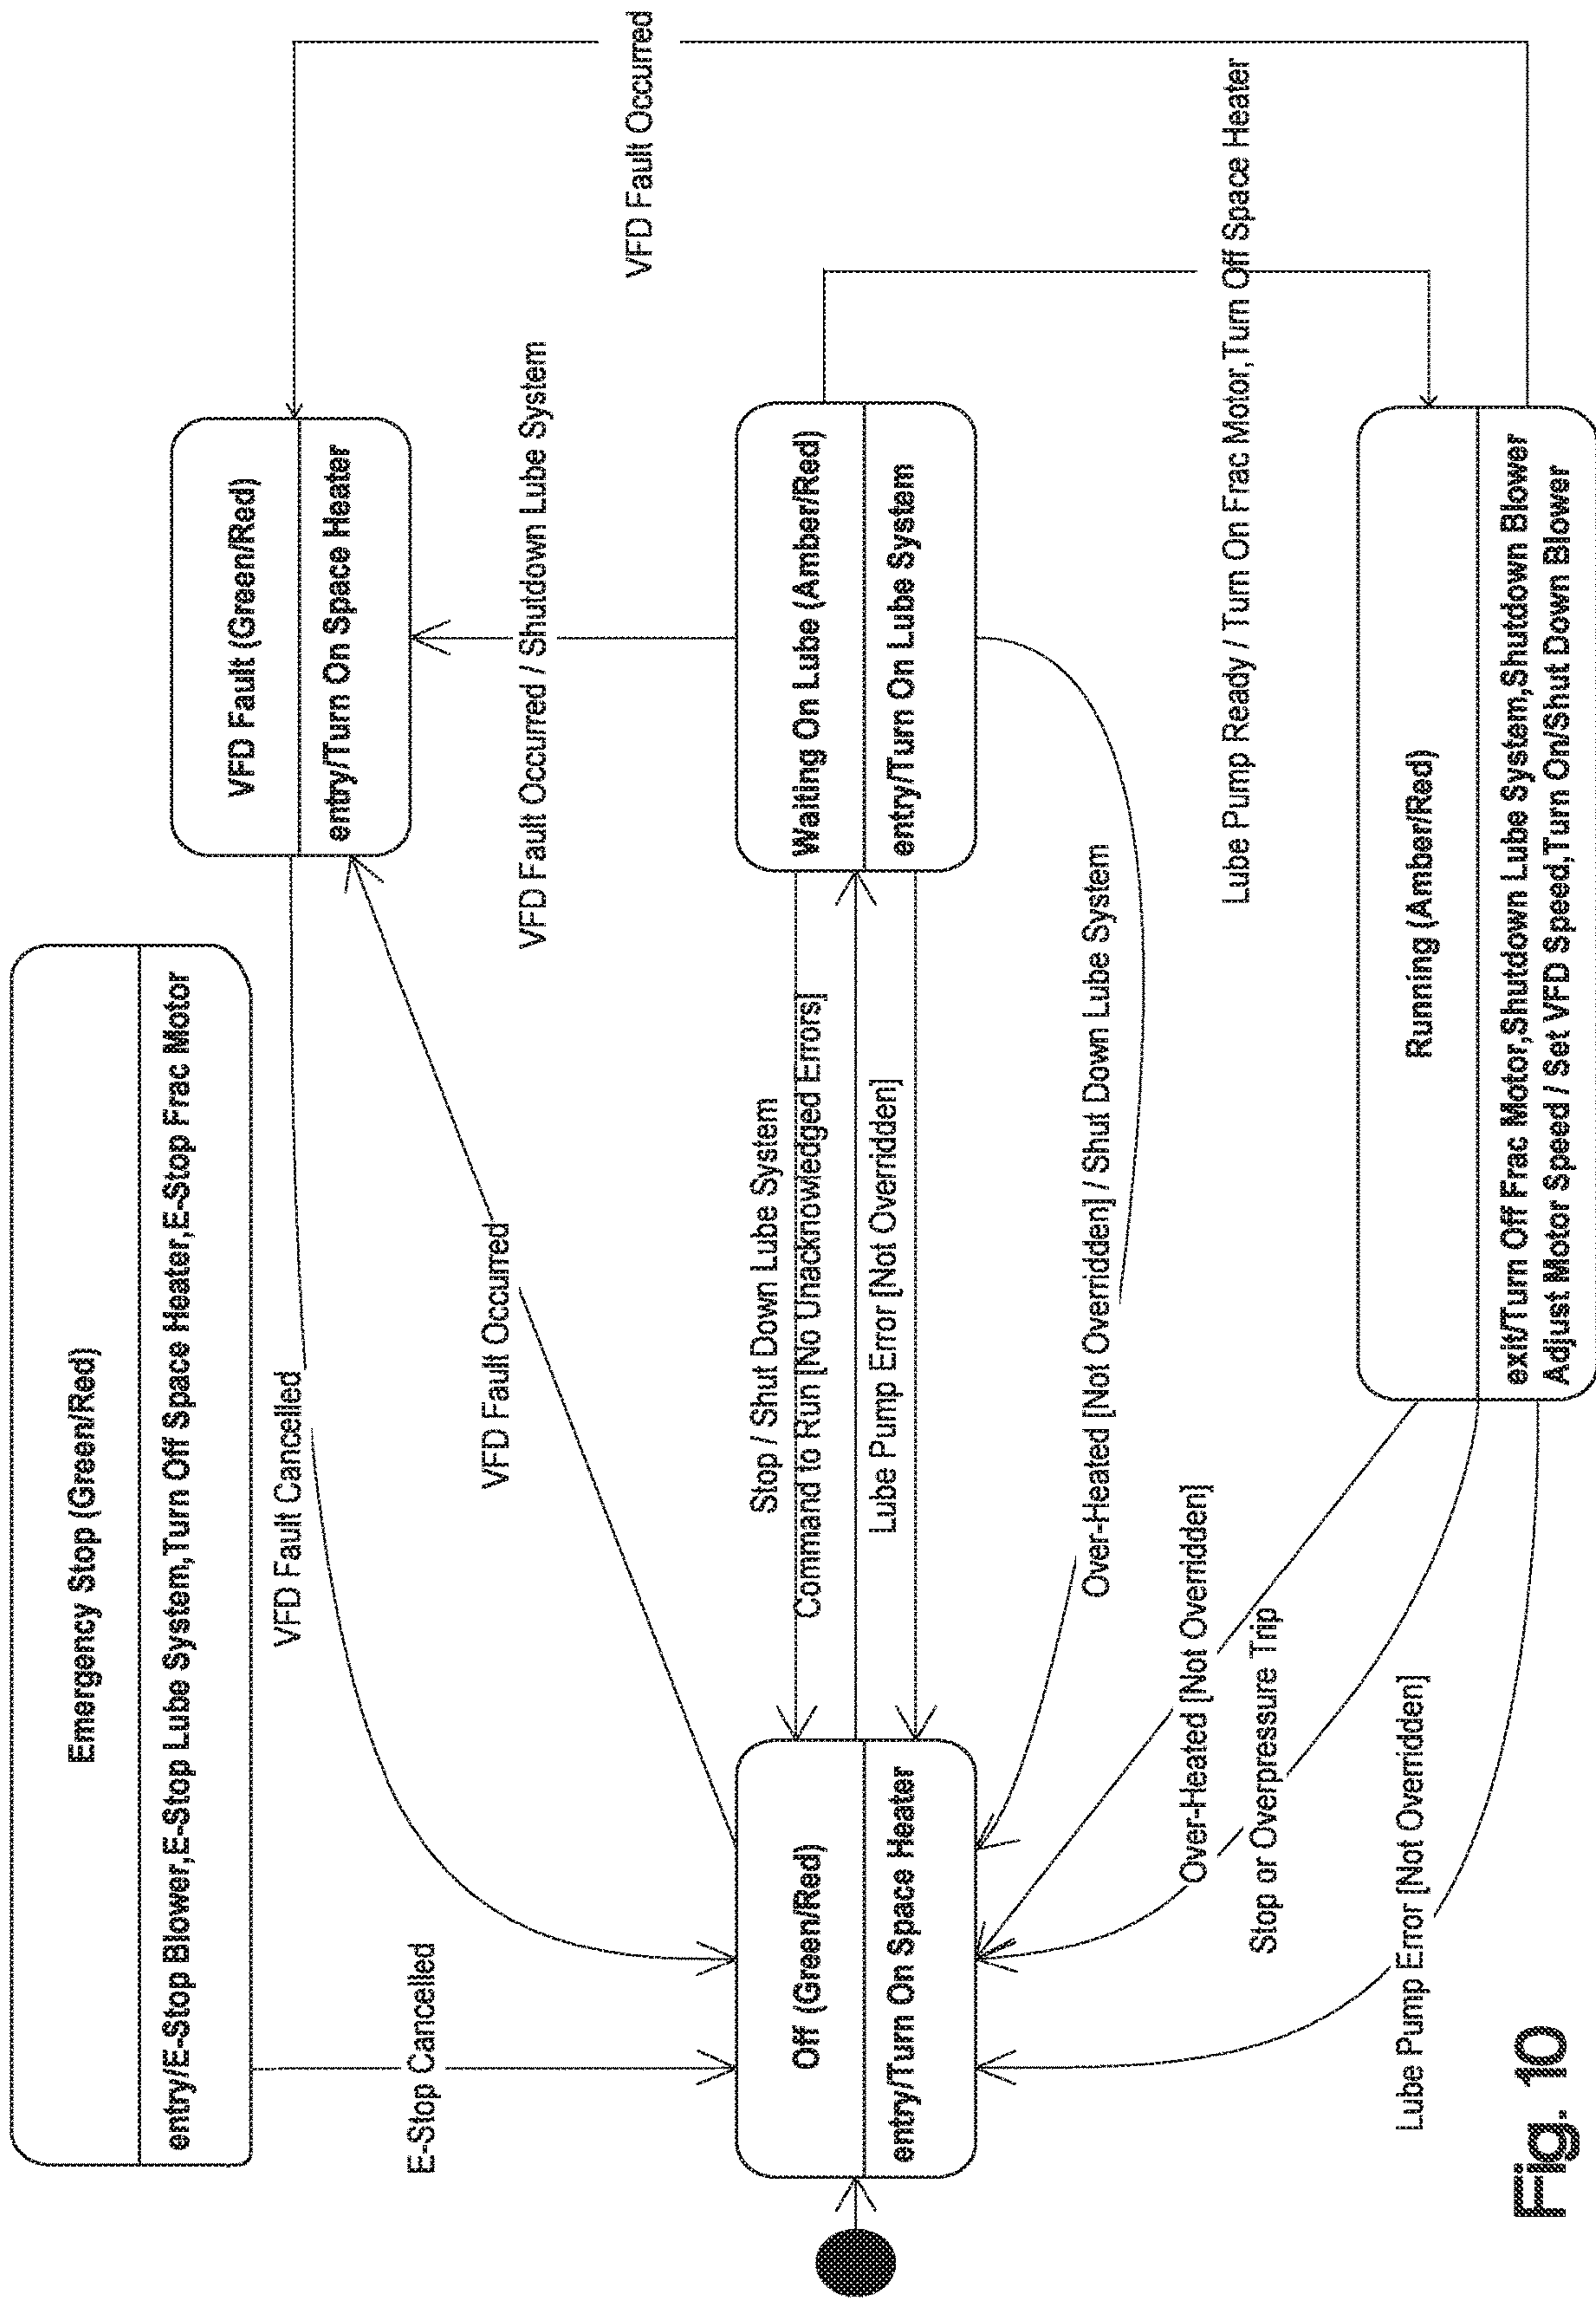 Emergency Stop (Green/Red)
entry/E-Stop Blower,E-Stop Lube System,Turn Off Space Heater,E-Stop Frac Motor
VFD Fault (Green/Red)
entry/Turn On Space Heater
VFD Fault Cancelled
E-Stop Cancelled
VFD Fault Occurred
VFD Fault Occurred / Shutdown Lube System
VFD Fault Occurred
Stop / Shut Down Lube System
Command to Run [No Unacknowledged Errors]
Lube Pump Error [Not Overridden]
Off (Green/Red)
entry/Turn On Space Heater
Waiting On Lube (Amber/Red)
entry/Turn On Lube System
Over-Heated [Not Overridden] / Shut Down Lube System
Over-Heated [Not Overridden]
Lube Pump Ready / Turn On Frac Motor,Turn Off Space Heater
Stop or Overpressure Trip
Lube Pump Error [Not Overridden]
Running (Amber/Red)
exit/Turn Off Frac Motor,Shutdown Lube System,Shutdown Blower
Adjust Motor Speed / Set VFD Speed,Turn On/Shut Down Blower
Fig. 10